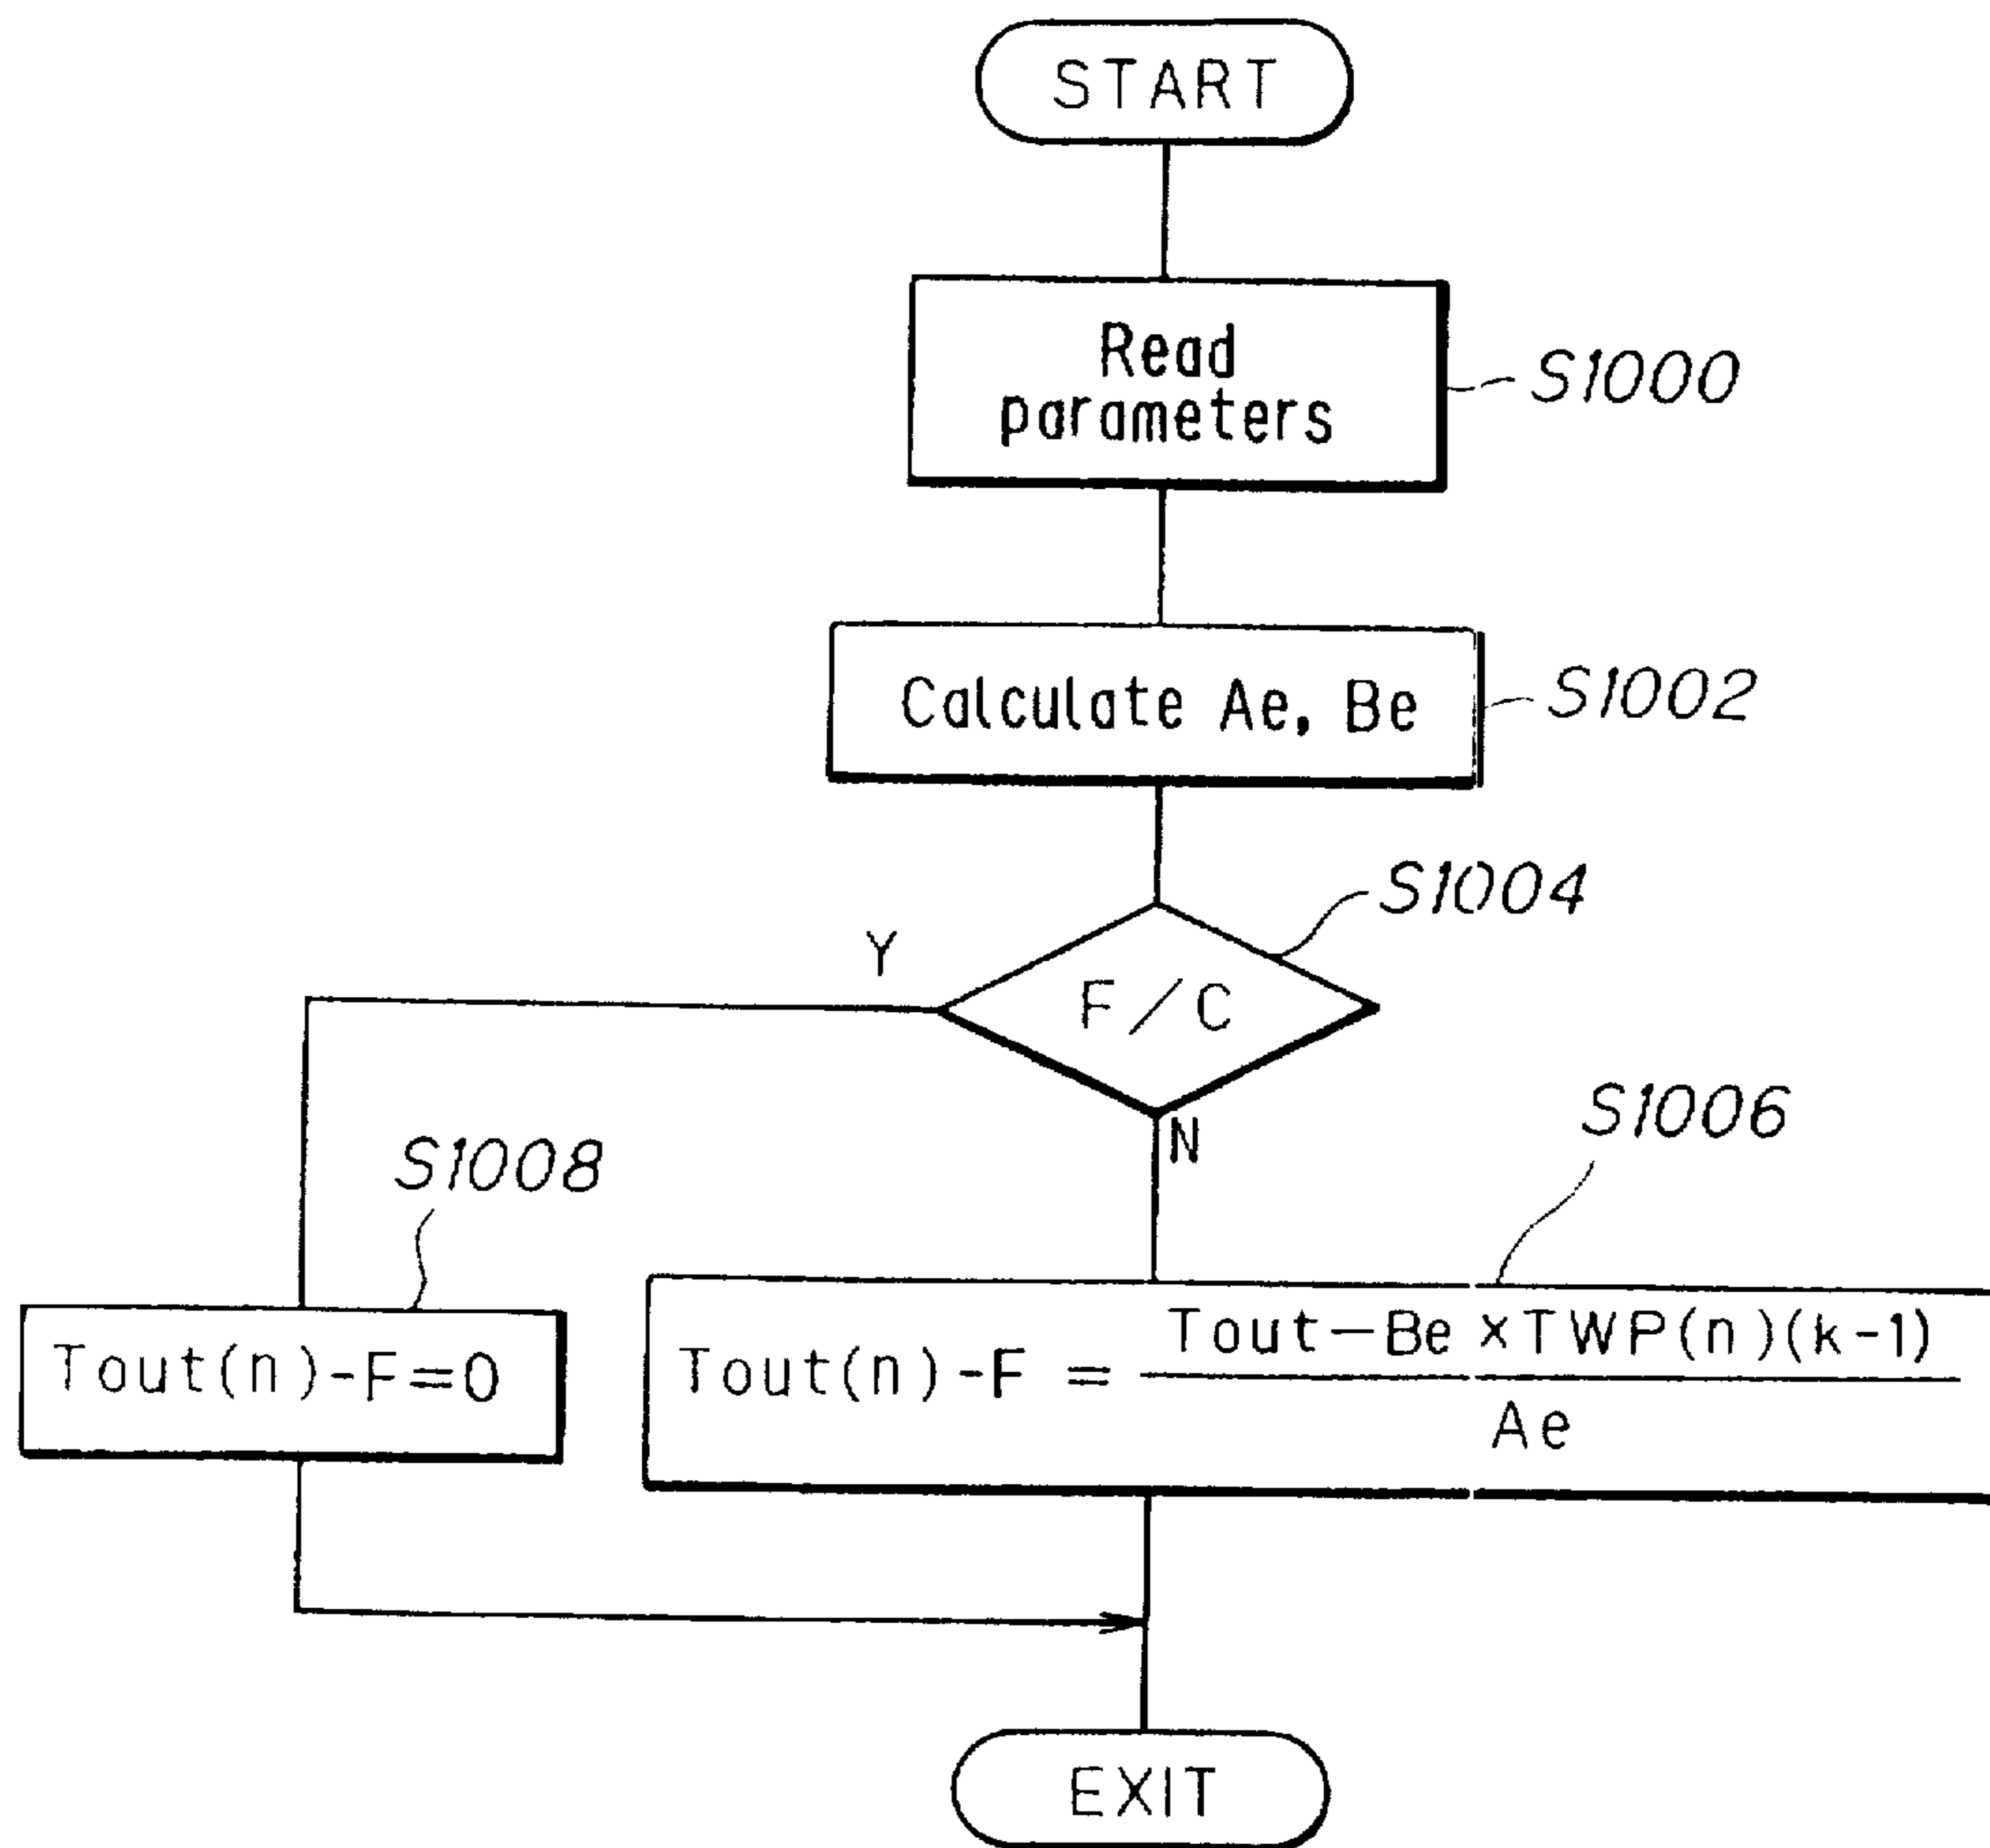 START
Read
parameters
S1000
Calculate Ae, Be
S1002
S1004
F/C
Y
N
S1006
S1008
Tout(n)-F=0
Tout(n)-F = 
Tout-Be×TWP(n)(k-1)
Ae
EXIT